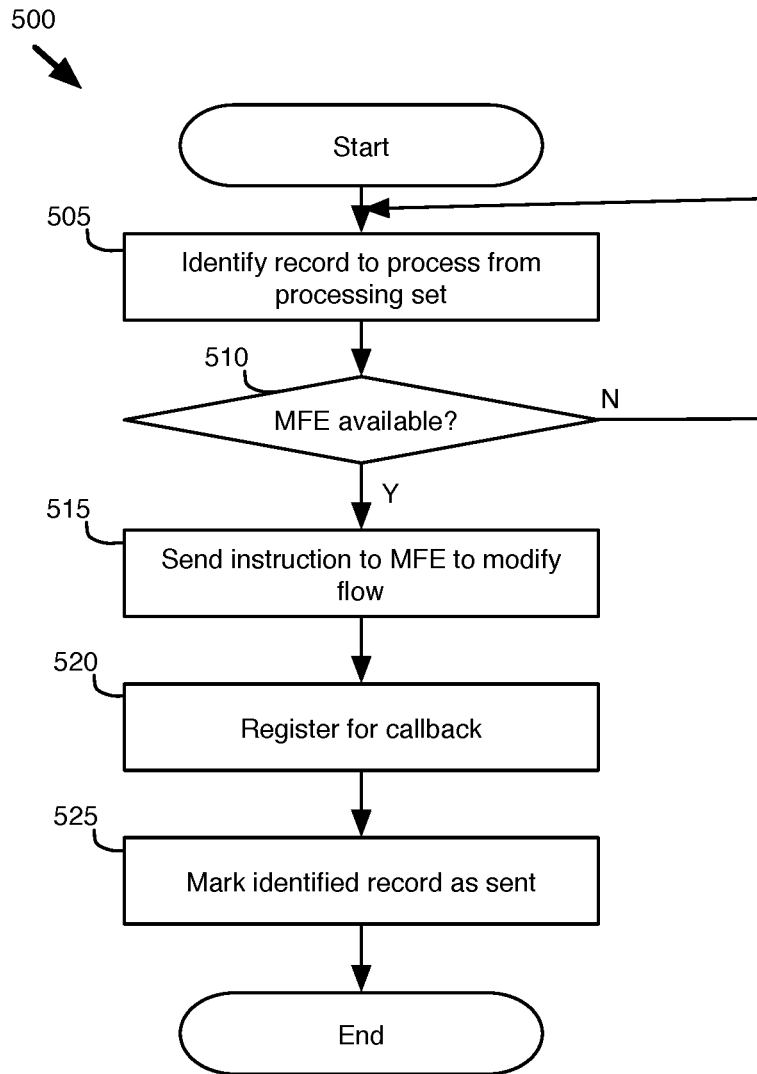 500
Start
505
Identify record to process from
processing set
510
MFE available?
N
Y
515
Send instruction to MFE to modify
flow
520
Register for callback
525
Mark identified record as sent
End